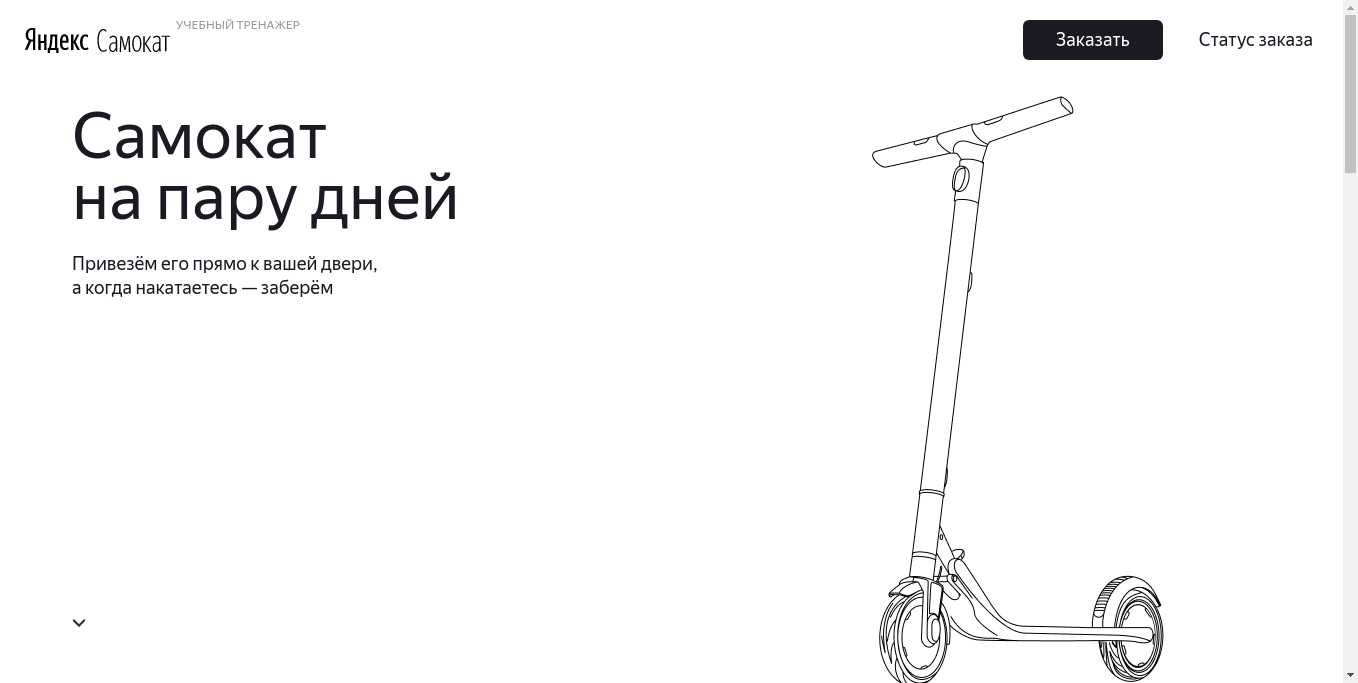 Яндекс Самокат
УЧЕБНЫЙ ТРЕНАЖЕР
Заказать
Статус заказа
Самокат
на пару дней
Привезём его прямо к вашей двери,
а когда накатаетесь — заберём